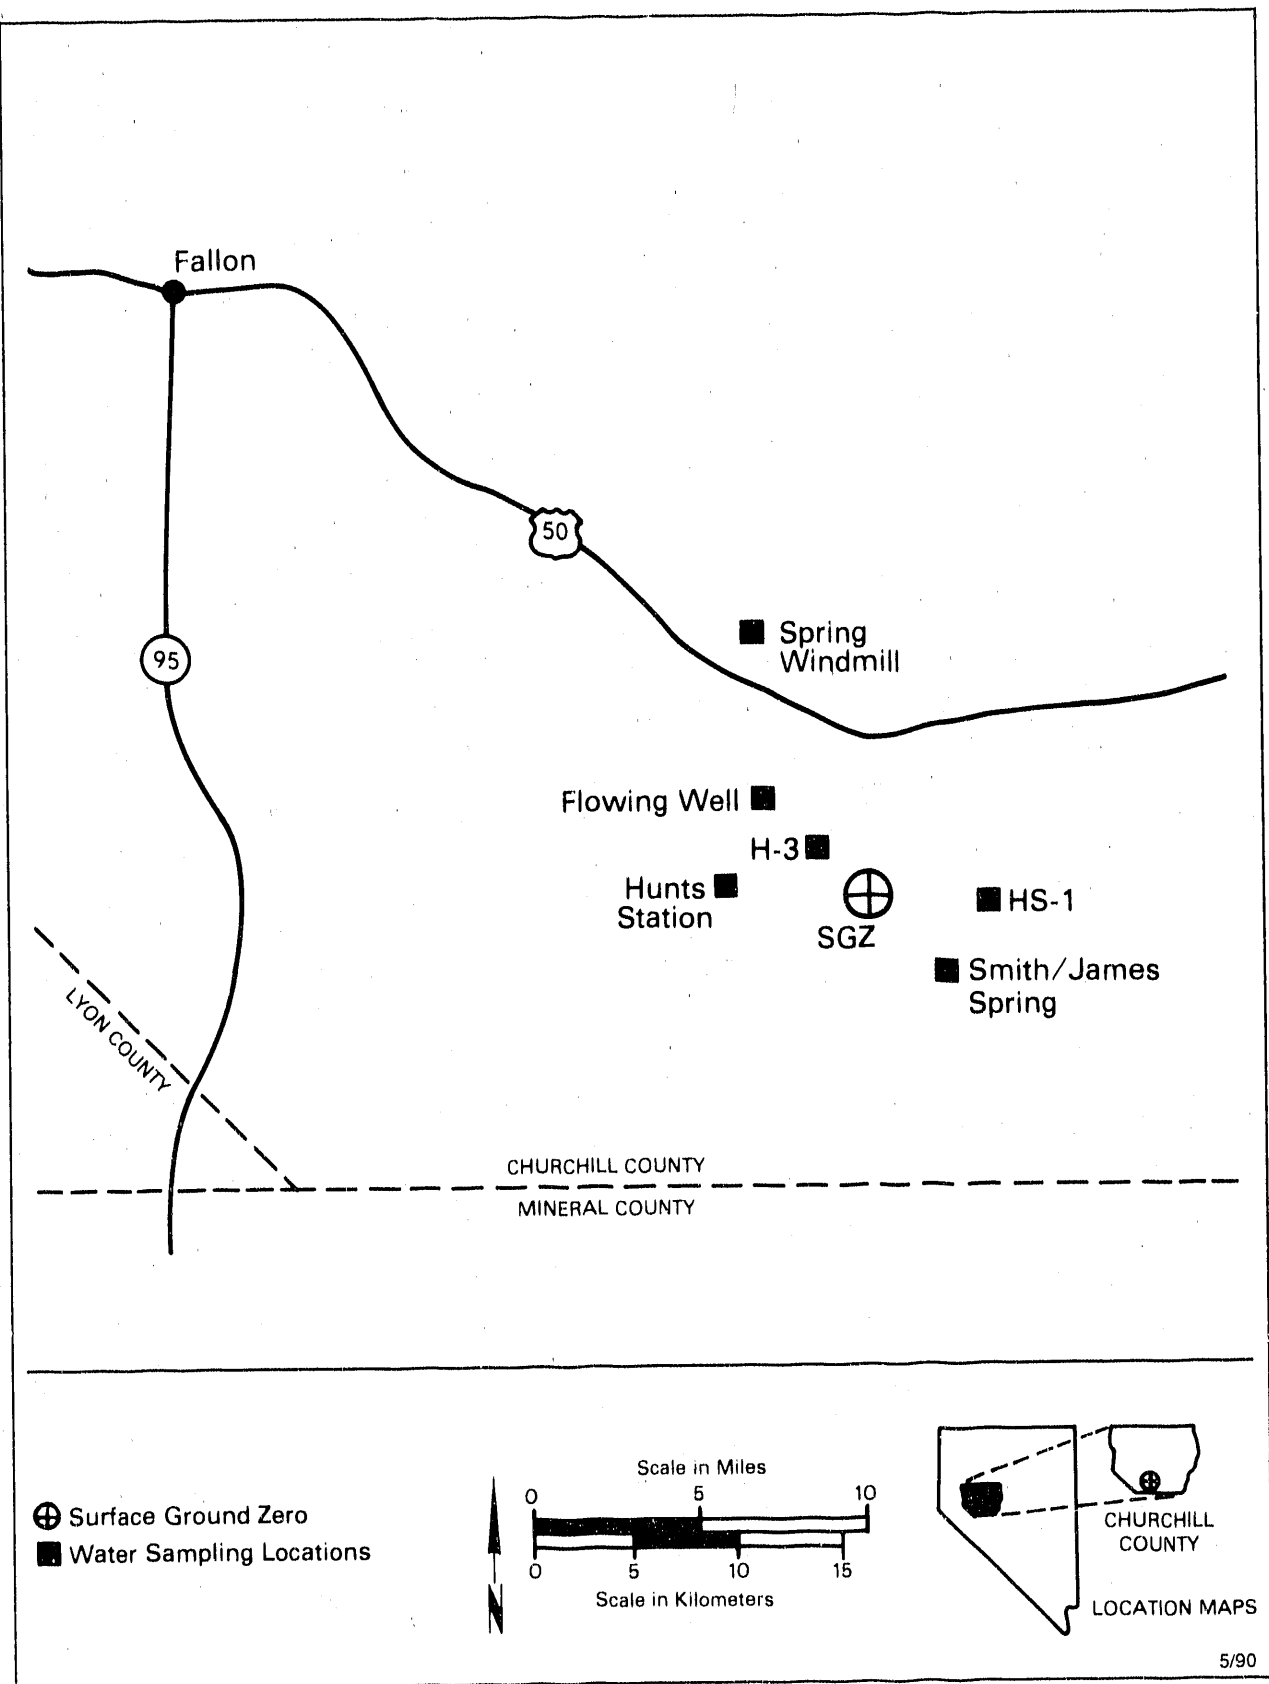 Fallon
50
95
Spring
Windmill
Flowing Well
H-3
Hunts
Station
SGZ
HS-1
Smith/James
Spring
LYON COUNTY
CHURCHILL COUNTY
MINERAL COUNTY
Surface Ground Zero
Water Sampling Locations
N
Scale in Miles
0 5 10
0 5 10 15
Scale in Kilometers
CHURCHILL
COUNTY
LOCATION MAPS
5/90